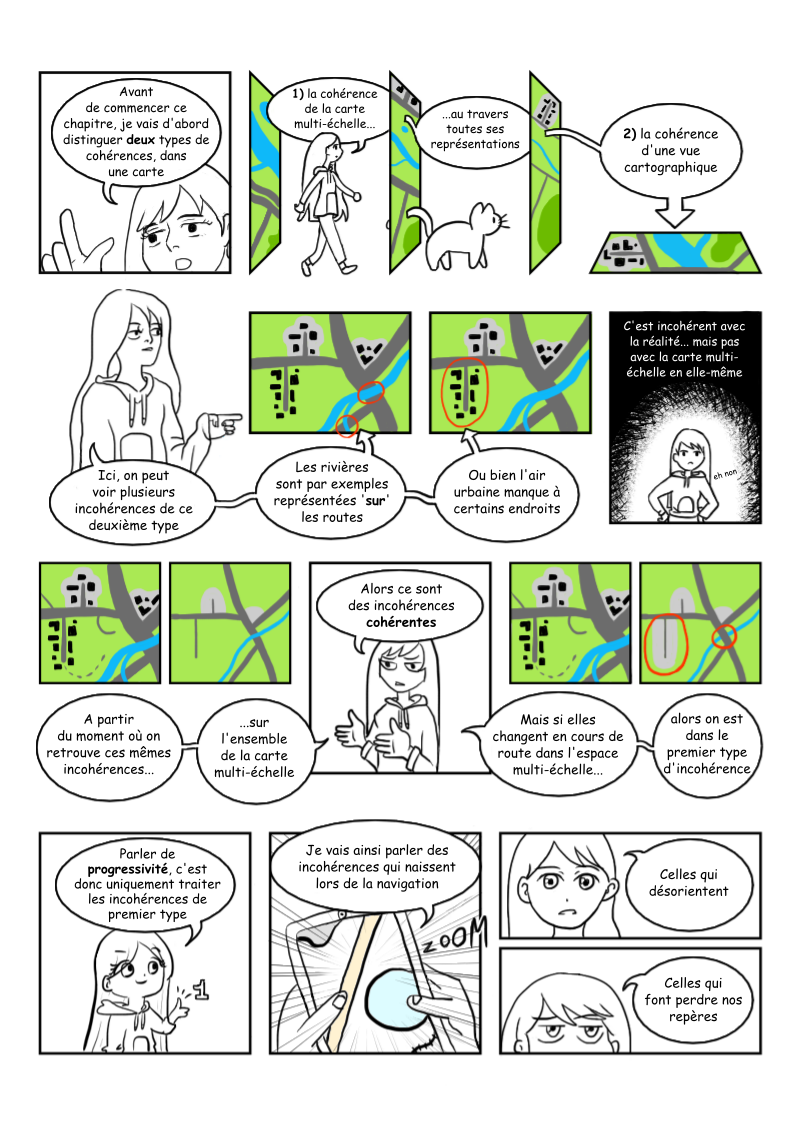 Avant
de commencer ce
chapitre, je vais d'abord
distinguer deux types de
cohérences, dans
une carte
1) la cohérence
de la carte
multi-échelle...
...au travers
toutes ses
représentations
2) la cohérence
d'une vue
cartographique
Ici, on peut
voir plusieurs
incohérences de ce
deuxième type
Les rivières
sont par exemples
représentées 'sur'
les routes
Ou bien l'air
urbaine manque à
certains endroits
C'est incohérent avec
la réalité... mais pas
avec la carte multi-
échelle en elle-même
eh non
A partir
du moment où on
retrouve ces mêmes
incohérences...
...sur
l'ensemble
de la carte
multi-échelle
Alors ce sont
des incohérences
cohérentes
Mais si elles
changent en cours de
route dans l'espace
multi-échelle...
alors on est
dans le
premier type
d'incohérence
Parler de
progressivité, c'est
donc uniquement traiter
les incohérences de
premier type
1
Je vais ainsi parler des
incohérences qui naissent
lors de la navigation
ZOOM
Celles qui
désorientent
Celles qui
font perdre nos
repères